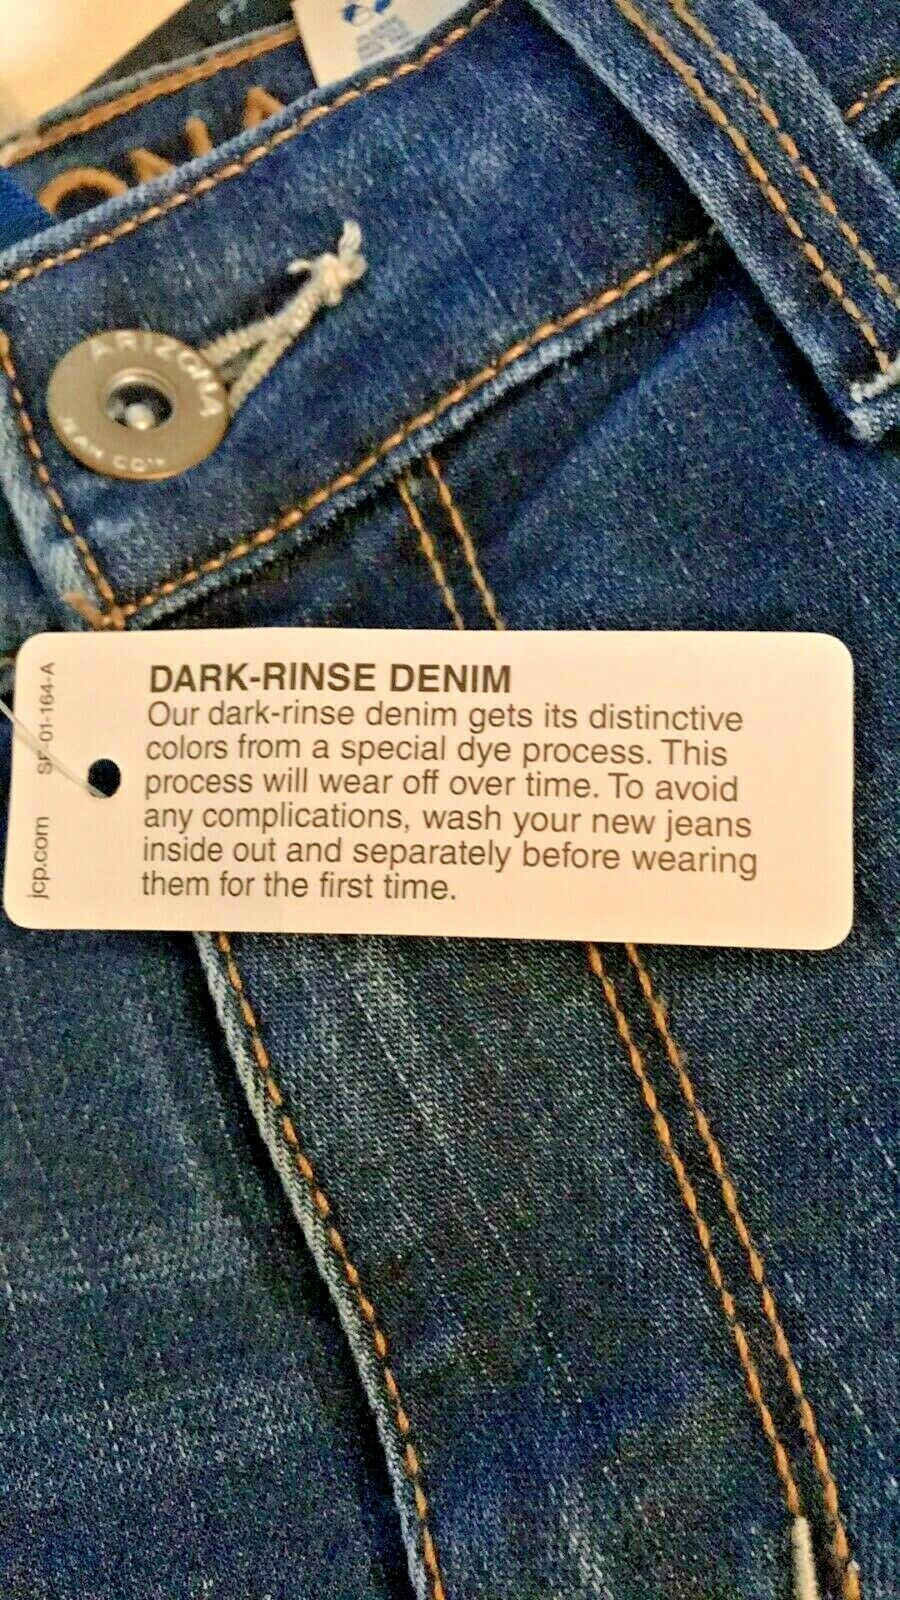 ARIZONA
JEAN CO.
DARK-RINSE DENIM
Our dark-rinse denim gets its distinctive
colors from a special dye process. This
process will wear off over time. To avoid
any complications, wash your new jeans
inside out and separately before wearing
them for the first time.
jcp.com
SF-01-164-A